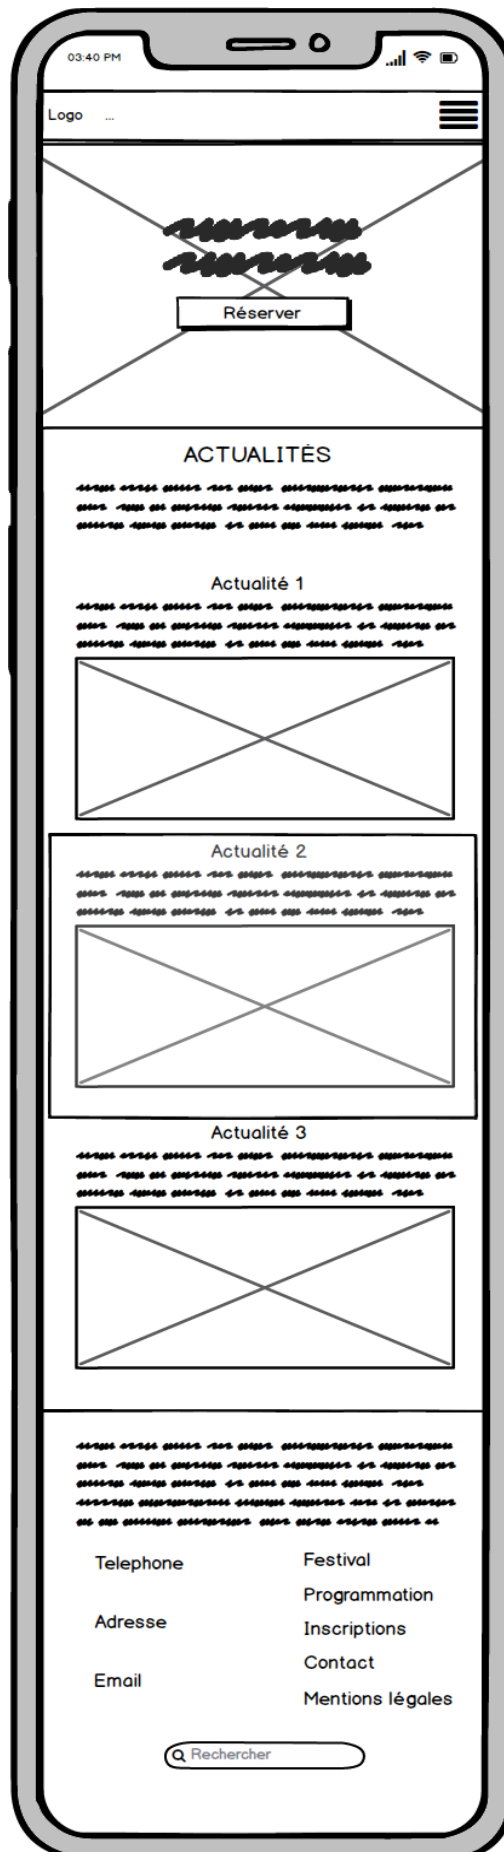 03:40 PM
Logo ...
Réserver
ACTUALITÉS
Actualité 1
Actualité 2
Actualité 3
Telephone
Adresse
Email
Festival
Programmation
Inscriptions
Contact
Mentions légales
Rechercher